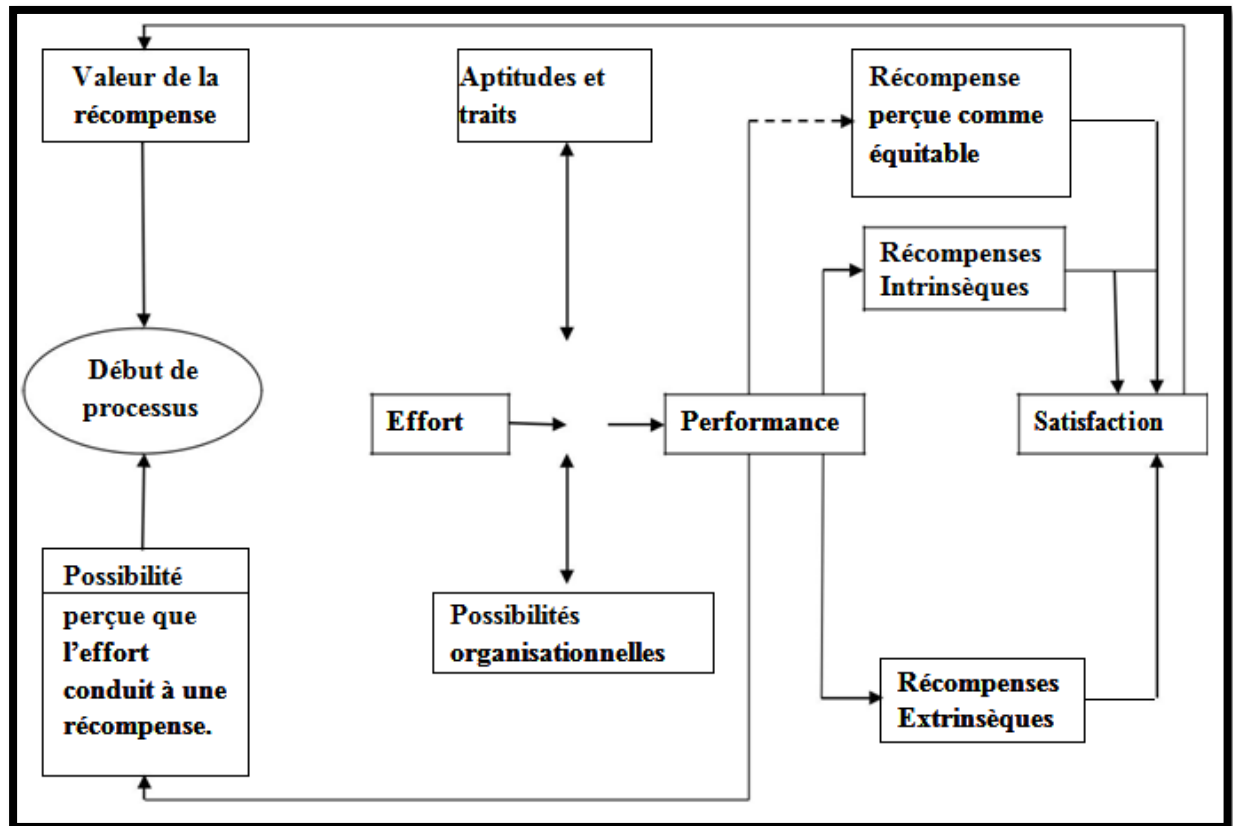 Valeur de la
récompense
Aptitudes et
traits
Récompense
perçue comme
équitable
Récompenses
Intrinsèques
Début de
processus
Effort
Performance
Satisfaction
Possibilité
perçue que
l'effort
conduit à une
récompense.
Possibilités
organisationnelles
Récompenses
Extrinsèques